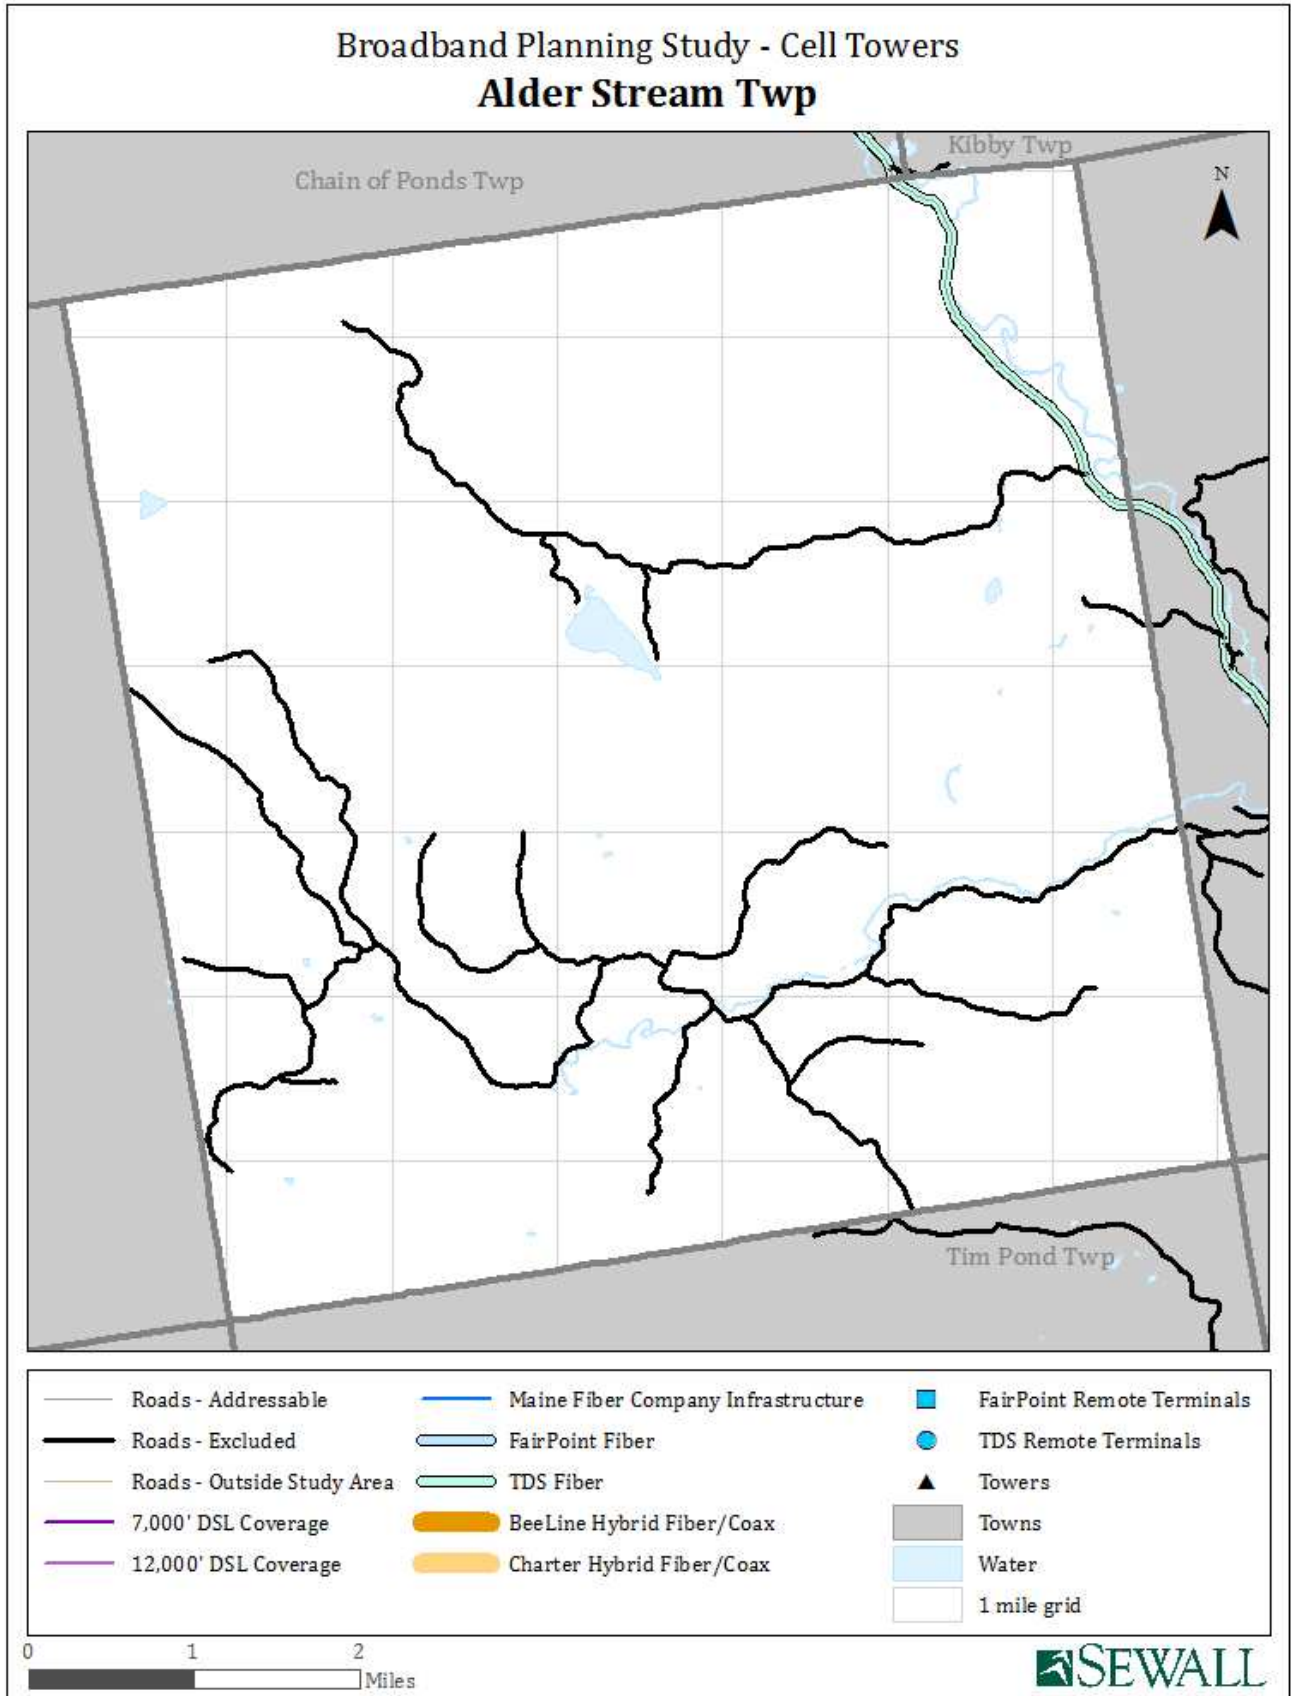 Broadband Planning Study - Cell Towers
Alder Stream Twp
Kibby Twp
Chain of Ponds Twp
N
Tim Pond Twp
Roads - Addressable
Roads - Excluded
Roads - Outside Study Area
7,000' DSL Coverage
12,000' DSL Coverage
Maine Fiber Company Infrastructure
FairPoint Fiber
TDS Fiber
BeeLine Hybrid Fiber/Coax
Charter Hybrid Fiber/Coax
FairPoint Remote Terminals
TDS Remote Terminals
Towers
Towns
Water
1 mile grid
0 1 2
Miles
SEWALL